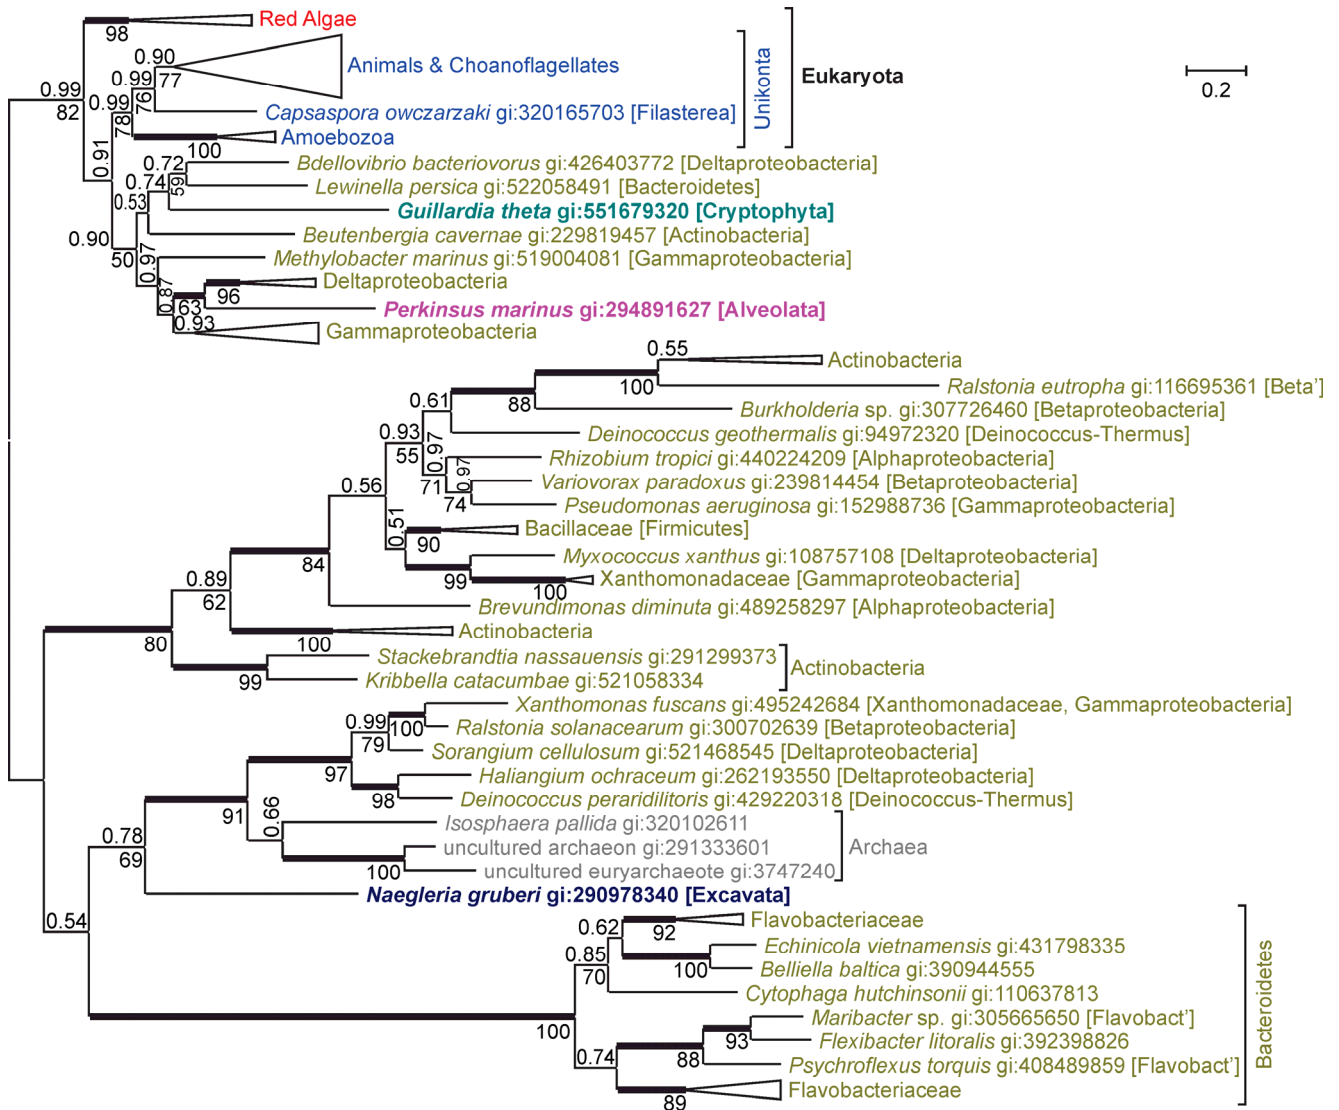 Red Algae
98
0.90
Animals & Choanoflagellates
0.99
77
Eukaryota
0.2
0.99
82
0.99
76
Capsaspora owczarzaki gi:320165703 [Filasterea]
Unikonta
78
Amoebozoa
100
0.91
0.72
Bdellovibrio bacteriovorus gi:426403772 [Deltaproteobacteria]
0.74
59
Lewinella persica gi:522058491 [Bacteroidetes]
0.53
Guillardia theta gi:551679320 [Cryptophyta]
0.90
Beutenbergia cavernae gi:229819457 [Actinobacteria]
50
0.97
Methylobacter marinus gi:519004081 [Gammaproteobacteria]
0.87
Deltaproteobacteria
96
63
Perkinsus marinus gi:294891627 [Alveolata]
0.93
Gammaproteobacteria
0.55
Actinobacteria
100
Ralstonia eutropha gi:116695361 [Beta’]
0.61
88
Burkholderia sp. gi:307726460 [Betaproteobacteria]
0.93
Deinococcus geothermalis gi:94972320 [Deinococcus-Thermus]
55
0.97
Rhizobium tropici gi:440224209 [Alphaproteobacteria]
0.56
71
0.97
Variovorax paradoxus gi:239814454 [Betaproteobacteria]
74
Pseudomonas aeruginosa gi:152988736 [Gammaproteobacteria]
0.51
Bacillaceae [Firmicutes]
90
Myxococcus xanthus gi:108757108 [Deltaproteobacteria]
84
99
Xanthomonadaceae [Gammaproteobacteria]
100
0.89
62
Brevundimonas diminuta gi:489258297 [Alphaproteobacteria]
Actinobacteria
100
80
Stackebrandtia nassauensis gi:291299373
Actinobacteria
99
Kribbella catacumbae gi:521058334
Xanthomonas fuscans gi:495242684 [Xanthomonadaceae, Gammaproteobacteria]
0.99
100
Ralstonia solanacearum gi:300702639 [Betaproteobacteria]
79
Sorangium cellulosum gi:521468545 [Deltaproteobacteria]
97
Haliangium ochraceum gi:262193550 [Deltaproteobacteria]
98
Deinococcus peraridilitoris gi:429220318 [Deinococcus-Thermus]
91
0.66
Isosphaera pallida gi:320102611
0.78
uncultured archaeon gi:291333601
Archaea
69
100
uncultured euryarchaeote gi:3747240
Naegleria gruberi gi:290978340 [Excavata]
0.54
Flavobacteriaceae
0.62
92
Echinicola vietnamensis gi:431798335
0.85
100
Belliella baltica gi:390944555
70
Cytophaga hutchinsonii gi:110637813
Bacteroidetes
Maribacter sp. gi:305665650 [Flavobact’]
100
93
Flexibacter litoralis gi:392398826
0.74
88
Psychroflexus torquis gi:408489859 [Flavobact’]
Flavobacteriaceae
89